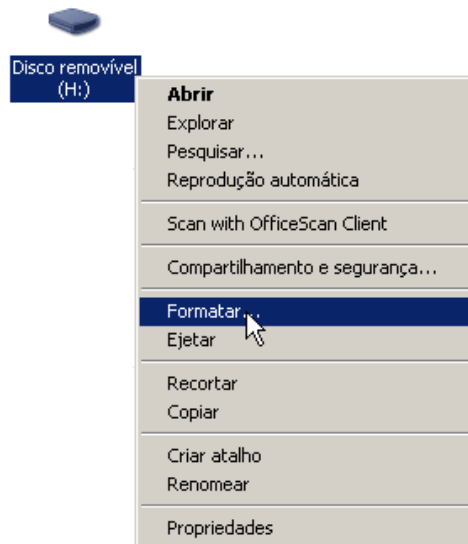 Disco removível
(H:)
Abrir
Explorar
Pesquisar...
Reprodução automática
Scan with OfficeScan Client
Compartilhamento e segurança...
Formatar...
Ejetar
Recortar
Copiar
Criar atalho
Renomear
Propriedades